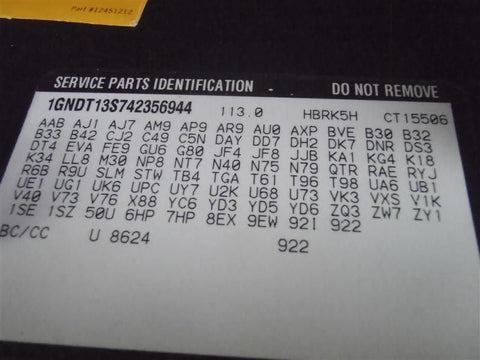 Part #12451212
SERVICE PARTS IDENTIFICATION DO NOT REMOVE
1GNDT13S742356944 113.0 HBRK5H CT15506
AAB AJ1 AJ7 AM9 AP9 AR9 AU0 AXP BVE B30 B32
B33 B42 CJ2 C49 C5N DAY DD7 DH2 DK7 DNR DS3
DT4 EVA FE9 GU6 G80 JF4 JF8 JJB KA1 KG4 K18
K34 LL8 M30 NP8 NT7 N40 N75 N79 QTR RAE RYJ
R6B R9U SLM STW TB4 TGA T61 T96 T98 UA6 UB1
UE1 UG1 UK6 UPC UY7 U2K U68 U73 VK3 VXS V1K
V40 V73 V76 X88 YC6 YD3 YD5 YD6 ZQ3 ZW7 ZY1
1SE 1SZ 50U 6HP 7HP 8EX 9EW 92I 922
BC/CC U 8624 922